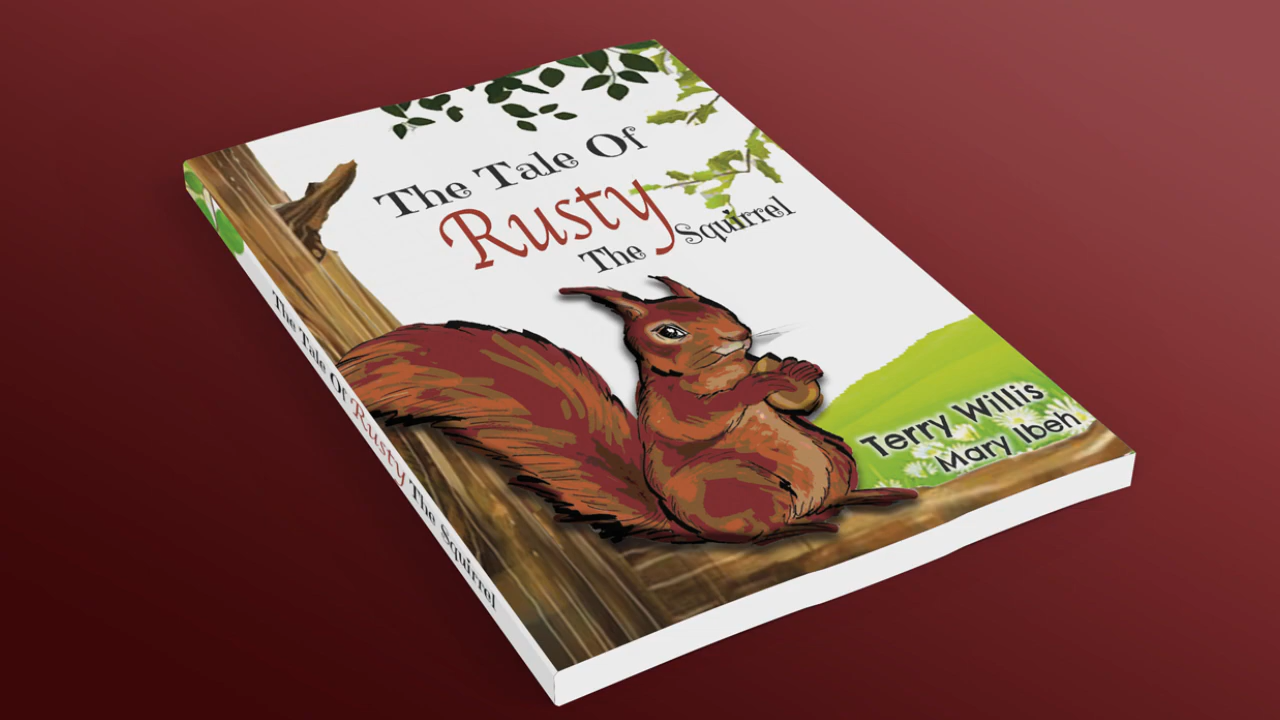 The Tale Of
Rusty
The Squirrel
Terry Willis
Mary Ibeh
The Tale Of Rusty The Squirrel